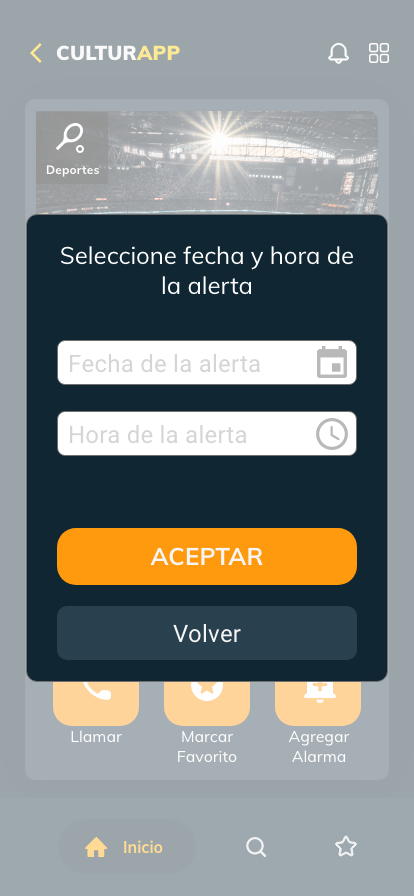 CULTURAPP
Deportes
Seleccione fecha y hora de
la alerta
Fecha de la alerta
Hora de la alerta
ACEPTAR
Volver
Llamar
Marcar
Favorito
Agregar
Alarma
Inicio